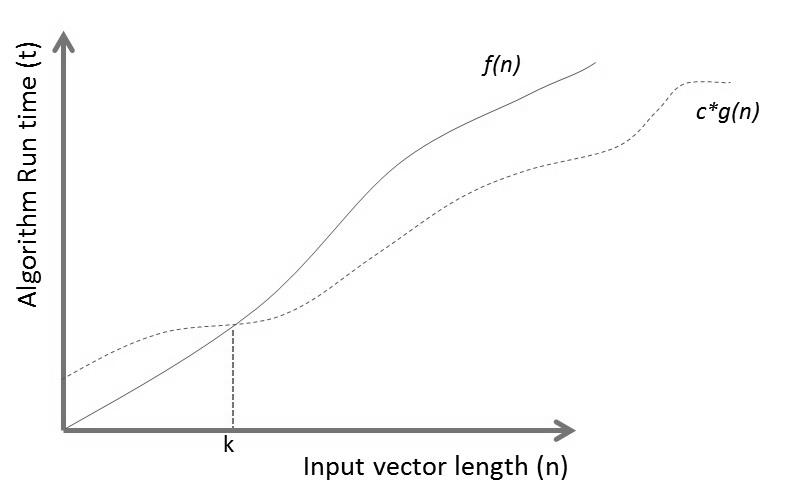 Algorithm Run time (t)
f(n)
c*g(n)
k
Input vector length (n)